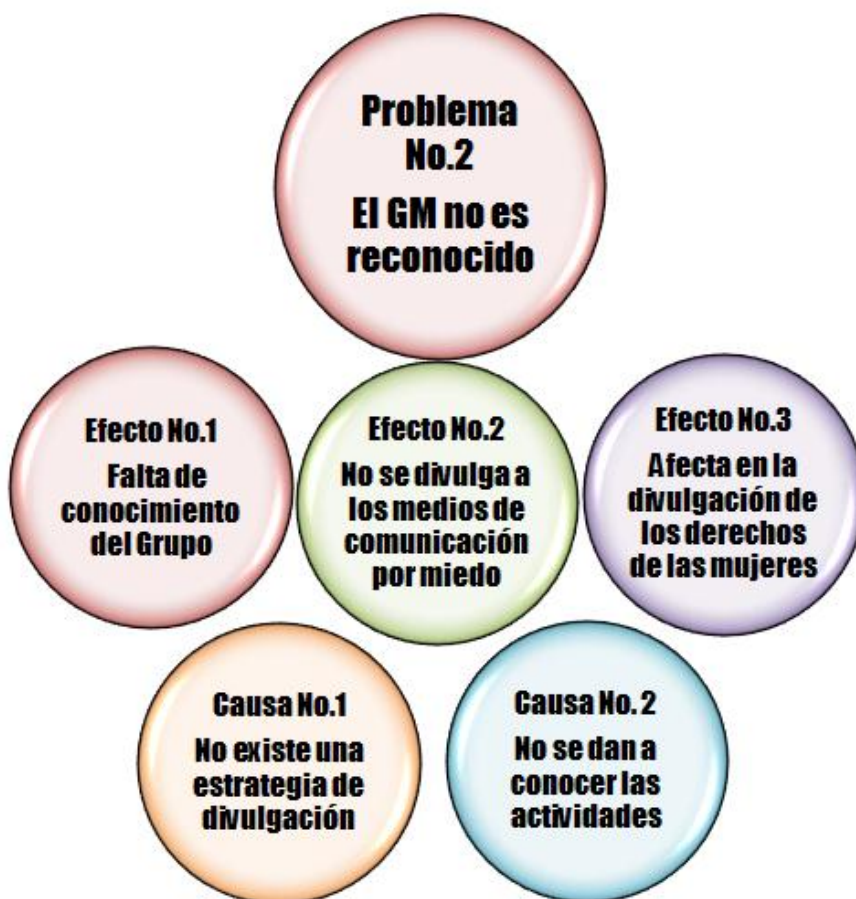 Problema
No.2
El GM no es
reconocido
Efecto No.1
Falta de
conocimiento
del Grupo
Efecto No.2
No se divulga a
los medios de
comunicación
por miedo
Efecto No.3
Afecta en la
divulgación de
los derechos
de las mujeres
Causa No.1
No existe una
estrategia de
divulgación
Causa No. 2
No se dan a
conocer las
actividades